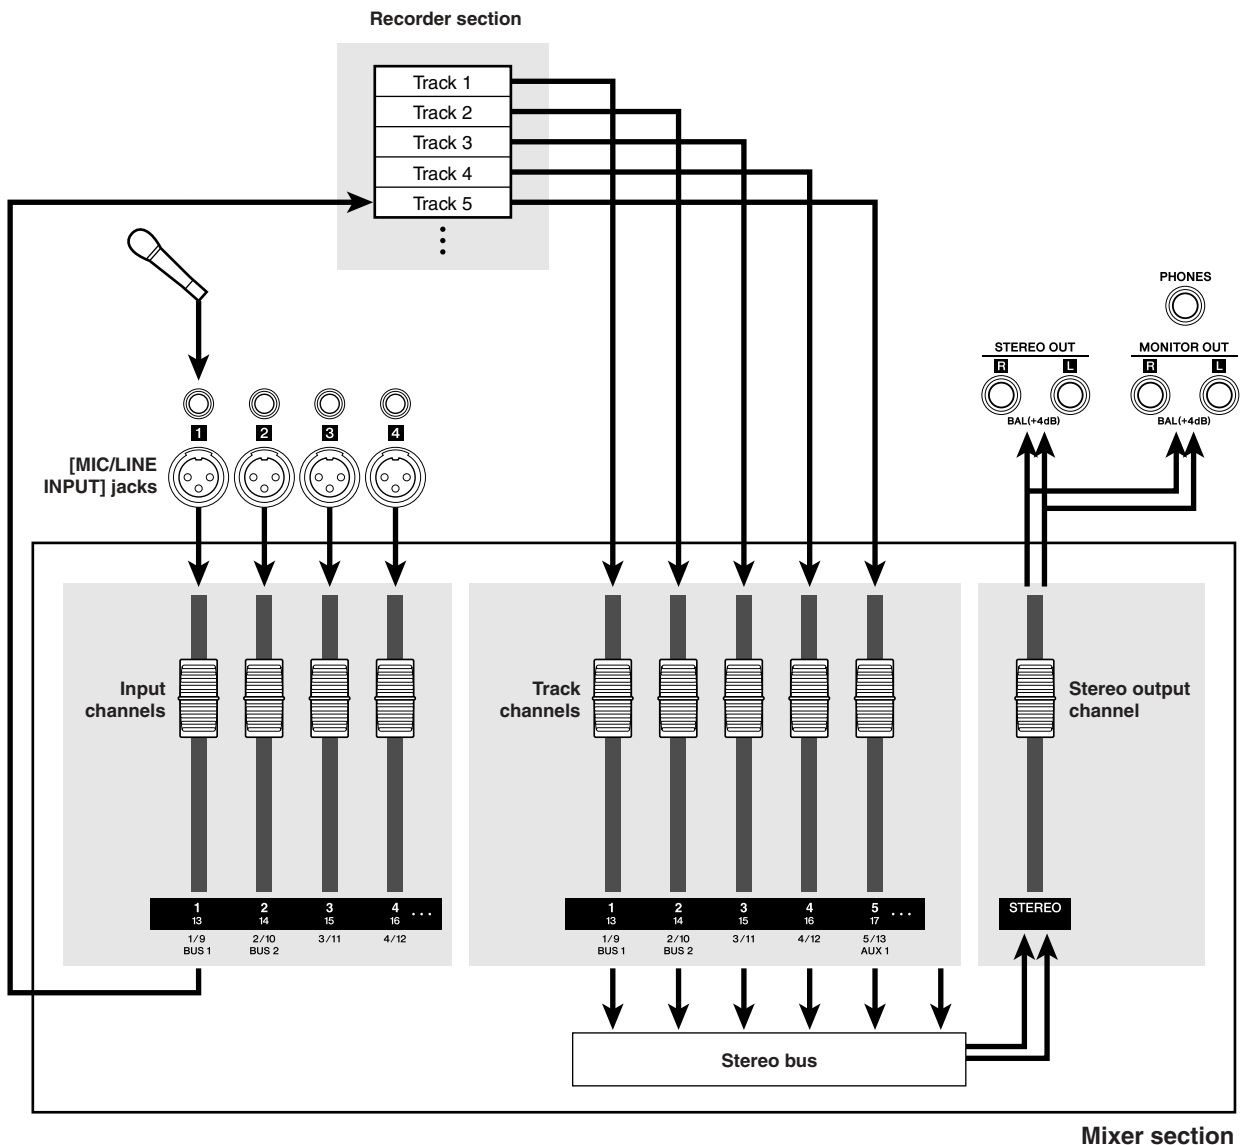 Recorder section
Track 1
Track 2
Track 3
Track 4
Track 5
PHONES
STEREO OUT
MONITOR OUT
R
L
R
L
BAL(+4dB)
BAL(+4dB)
1
2
3
4
[MIC/LINE
INPUT] jacks
Input
channels
Track
channels
Stereo output
channel
1 2 3 4 ...
13 14 15 16
1/9 2/10 3/11 4/12
BUS 1 BUS 2
1 2 3 4 5 ...
13 14 15 16 17
1/9 2/10 3/11 4/12 5/13
BUS 1 BUS 2 AUX 1
STEREO
Stereo bus
Mixer section